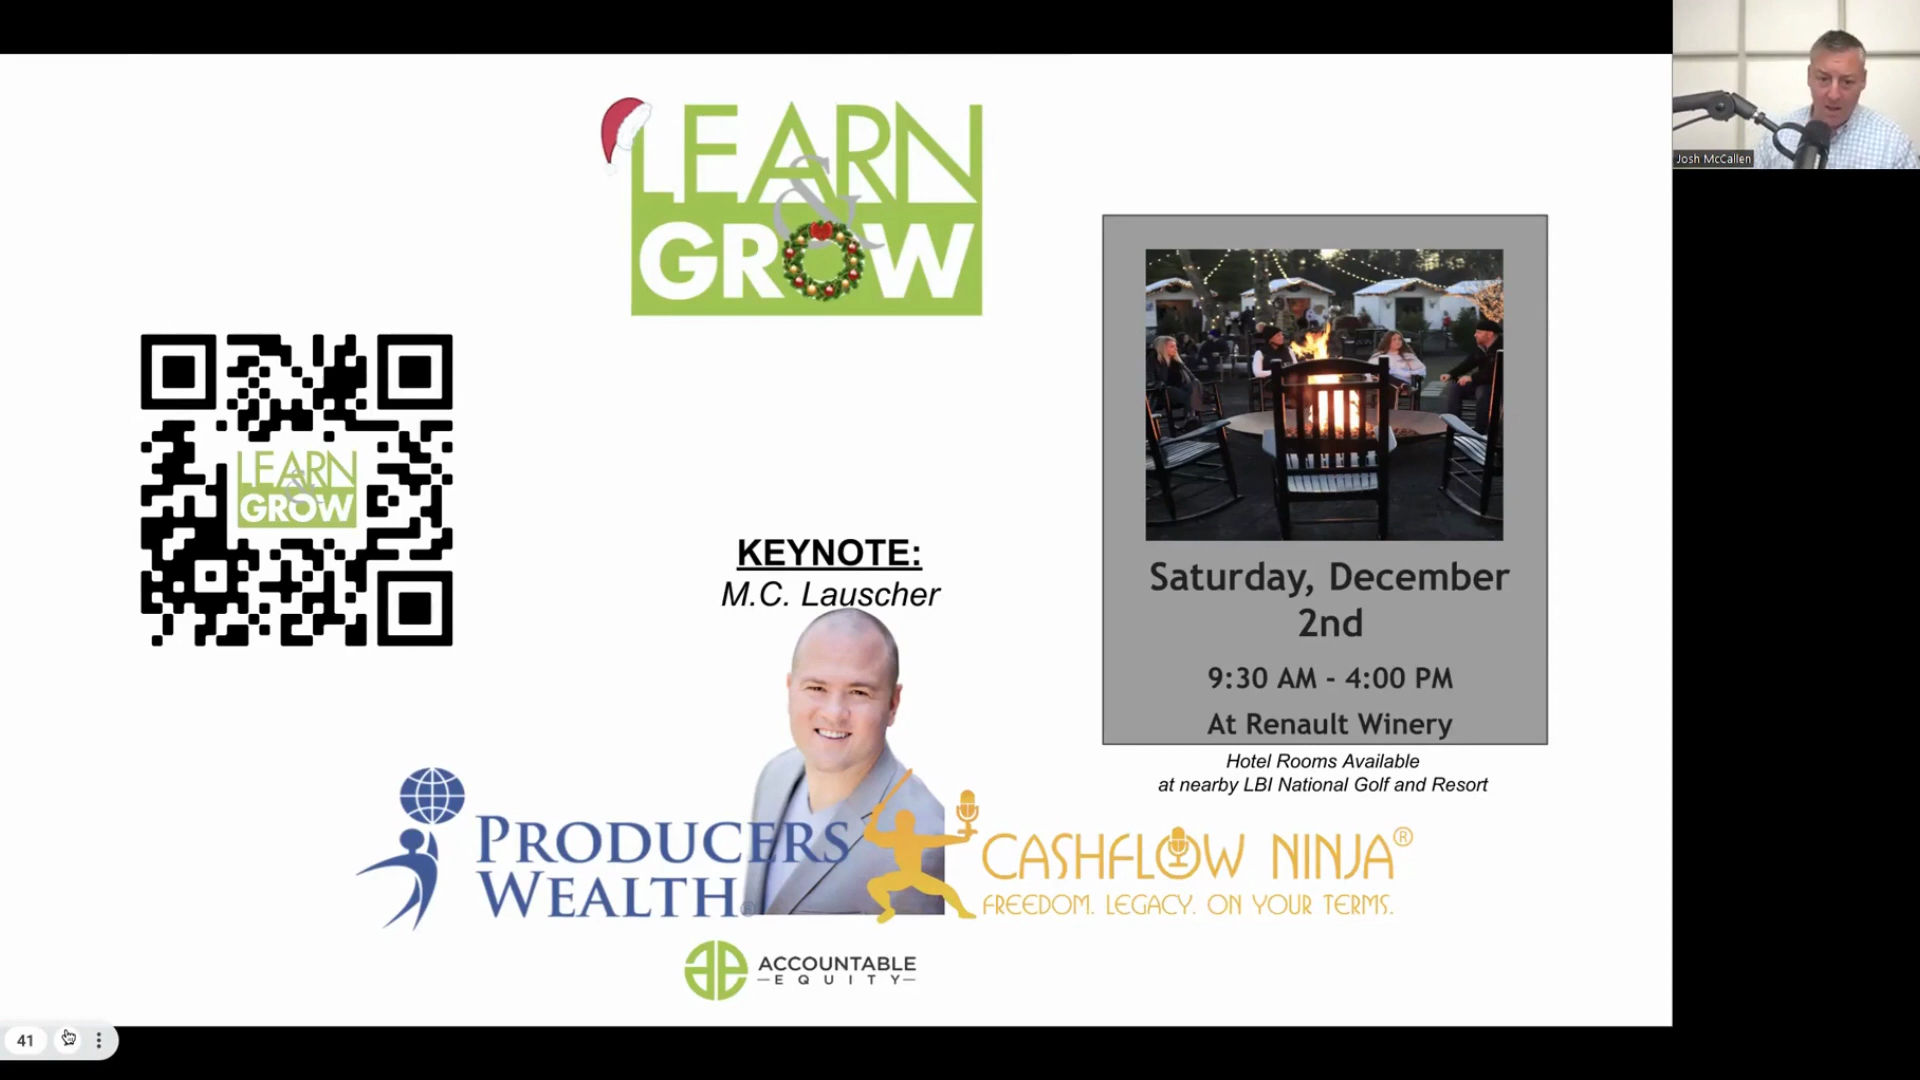 LEARN
&
GROW
Josh McCallen
LEARN
&
GROW
KEYNOTE:
M.C. Lauscher
Saturday, December
2nd
9:30 AM - 4:00 PM
At Renault Winery
Hotel Rooms Available
at nearby LBI National Golf and Resort
PRODUCERS
WEALTH®
CASHFLOW NINJA®
FREEDOM. LEGACY. ON YOUR TERMS.
ACCOUNTABLE
EQUITY
41